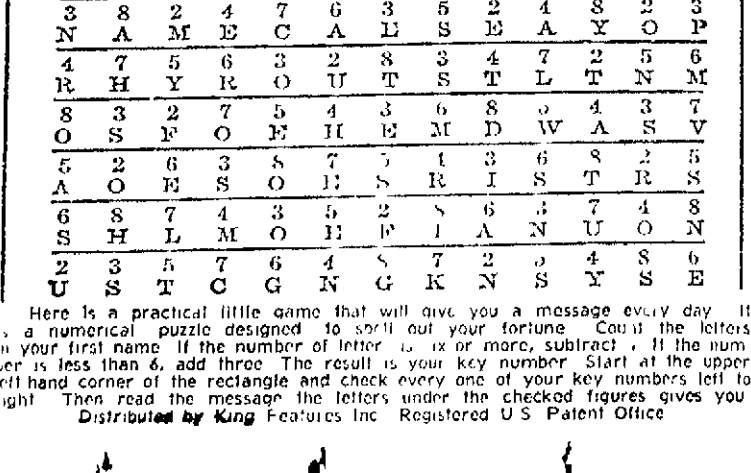 3 8 2 4 7 6 3 5 2 4 8 2 3
N A M E C A L S E A Y O P
4 7 5 6 3 2 8 3 4 7 2 5 6
R H Y R O U T S T L T N M
8 3 2 7 5 4 3 6 8 5 4 3 7
O S F O E H E M D W A S V
5 2 6 3 8 7 5 4 3 6 8 2 5
A O E S O E S R I S T R S
6 8 7 4 3 5 2 8 6 3 7 4 8
S H L M O E F I A N U O N
2 3 5 7 6 4 8 7 2 5 4 8 6
U S T C G N G K N S Y S E
Here is a practical little game that will give you a message every day It
a numerical puzzle designed to spell out your fortune Count the letters
your first name If the number of letter is or more, subtract If the num
is less than 6, add three The result is your key number Start at the upper
hand corner of the rectangle and check every one of your key numbers left to
Then read the message the letters under the checked figures gives you
Distributed by King Features Inc Registered U S Patent Office